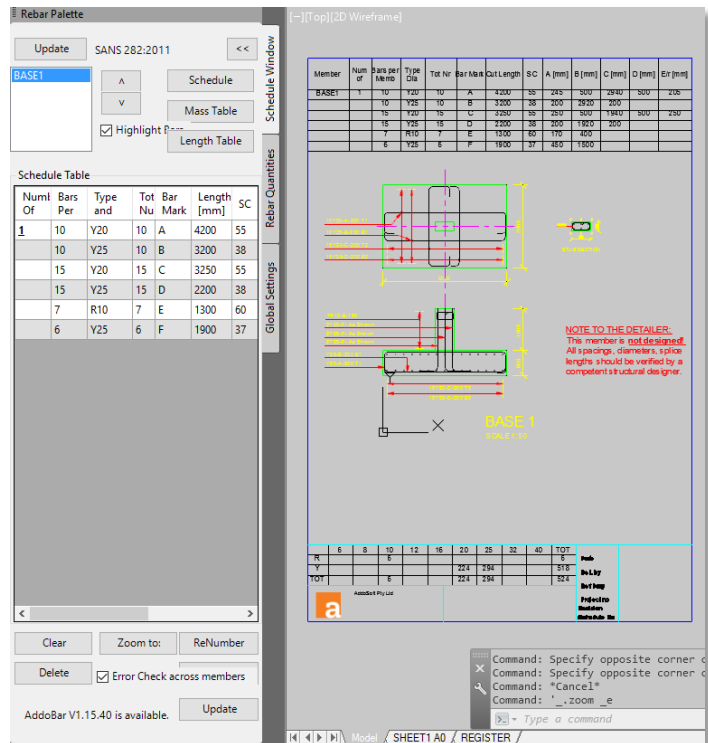 Rebar Palette
Update SANS 282:2011 <<
BASE1
Schedule
Mass Table
Highlight
Length Table
Schedule Window
Rebar Quantities
Global Settings
Schedule Table
Bars Type Tot Bar Length SC
Of Per and Nu Mark [mm]
1 10 Y20 10 A 4200 55
10 Y25 10 B 3200 38
15 Y20 15 C 3250 55
15 Y25 15 D 2200 38
7 R10 7 E 1300 60
6 Y25 6 F 1900 37
Clear Zoom to: ReNumber
Delete Error Check across members
AddoBar V1.15.40 is available. Update
[−][Top][2D Wireframe]
Member Num of Bars per Memb Type Dia Tot Nr Bar Mark Cut Length SC A [mm] B [mm] C [mm] D [mm] E/r [mm]
BASE1 1 10 Y20 10 A 4200 55 245 500 2940 500 205
10 Y25 10 B 3200 38 200 2920 200
15 Y20 15 C 3250 55 250 500 1940 500 250
15 Y25 15 D 2200 38 200 1920 200
7 R10 7 E 1300 60 170 400
6 Y25 6 F 1900 37 450 1500
NOTE TO THE DETAILER:
This member is not designed!
All spacings, diameters, splice
lengths should be verified by a
competent structural designer.
BASE 1
6 8 10 12 16 20 25 32 40 TOT
R 6 6
Y 224 294 518
TOT 6 224 294 524
a
AddoSoft Pty Ltd
Command: Specify opposite corner
Command: Specify opposite corner
Command: *Cancel*
Command: '_.zoom _e
Type a command
Model SHEET1 A0 REGISTER